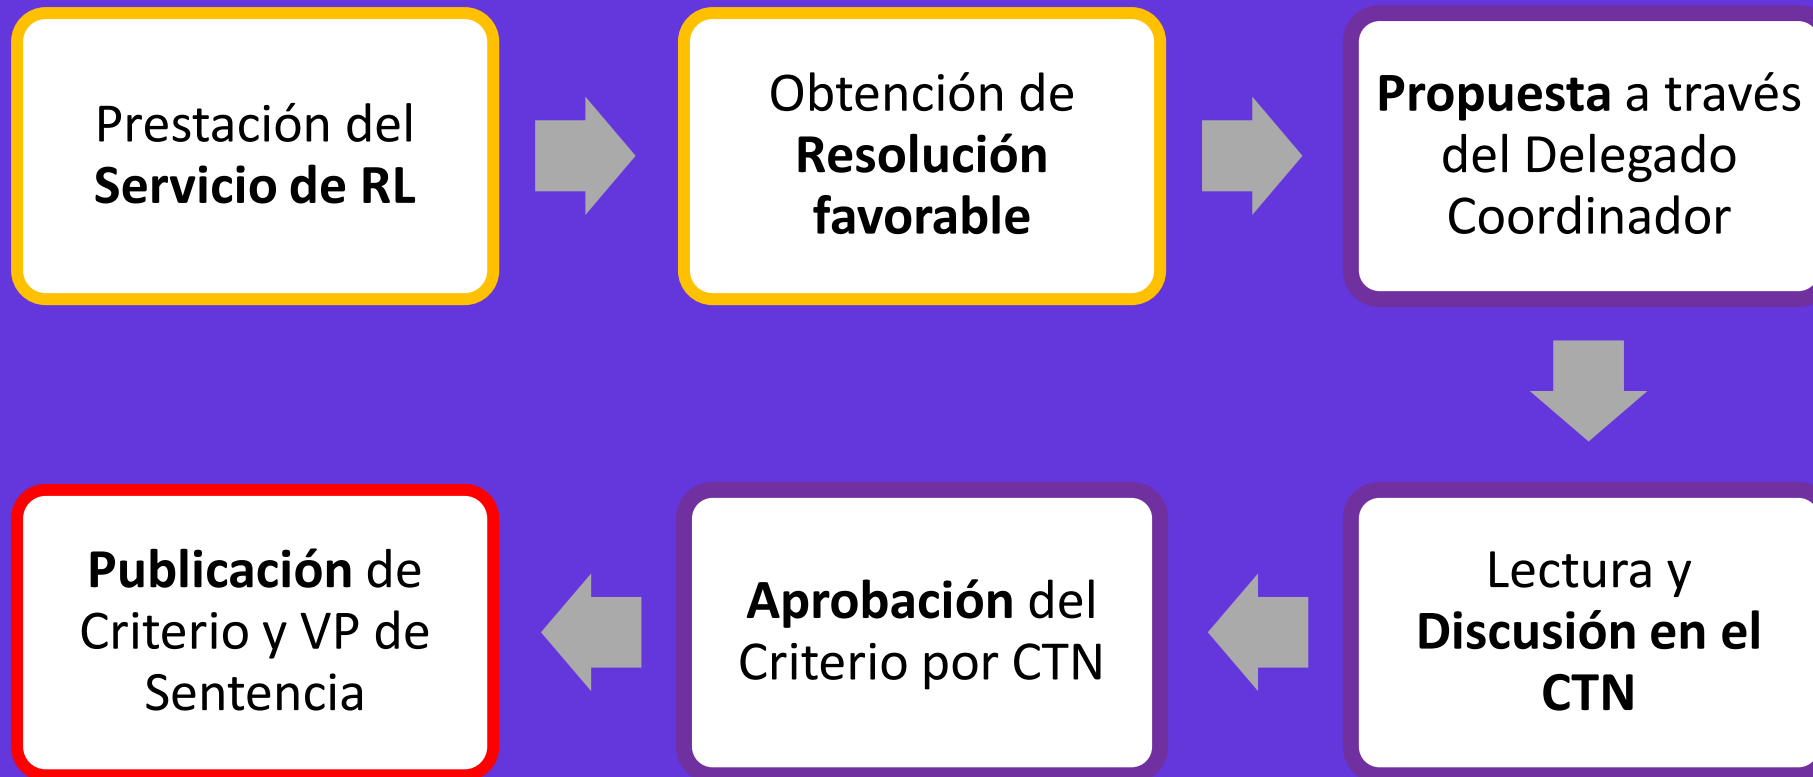 Prestación del
Servicio de RL
Obtención de
Resolución
favorable
Propuesta a través
del Delegado
Coordinador
Lectura y
Discusión en el
CTN
Aprobación del
Criterio por CTN
Publicación de
Criterio y VP de
Sentencia